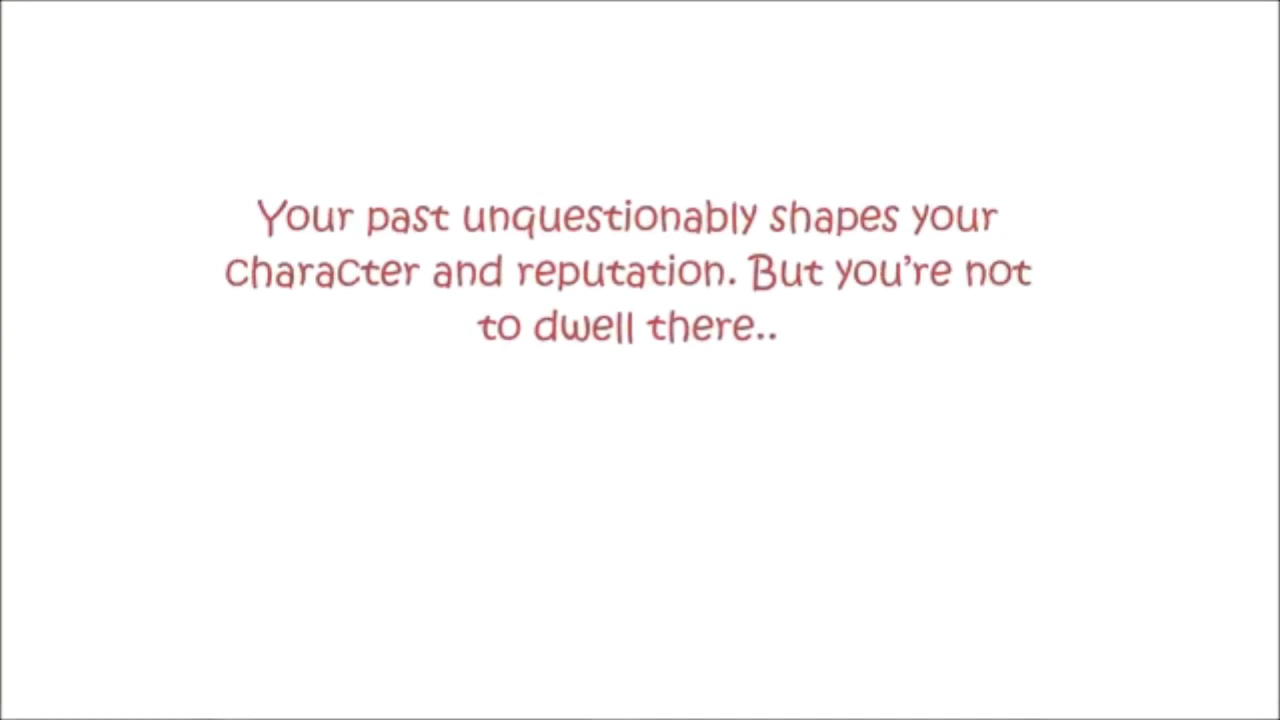 Your past unquestionably shapes your
character and reputation. But you’re not
to dwell there..